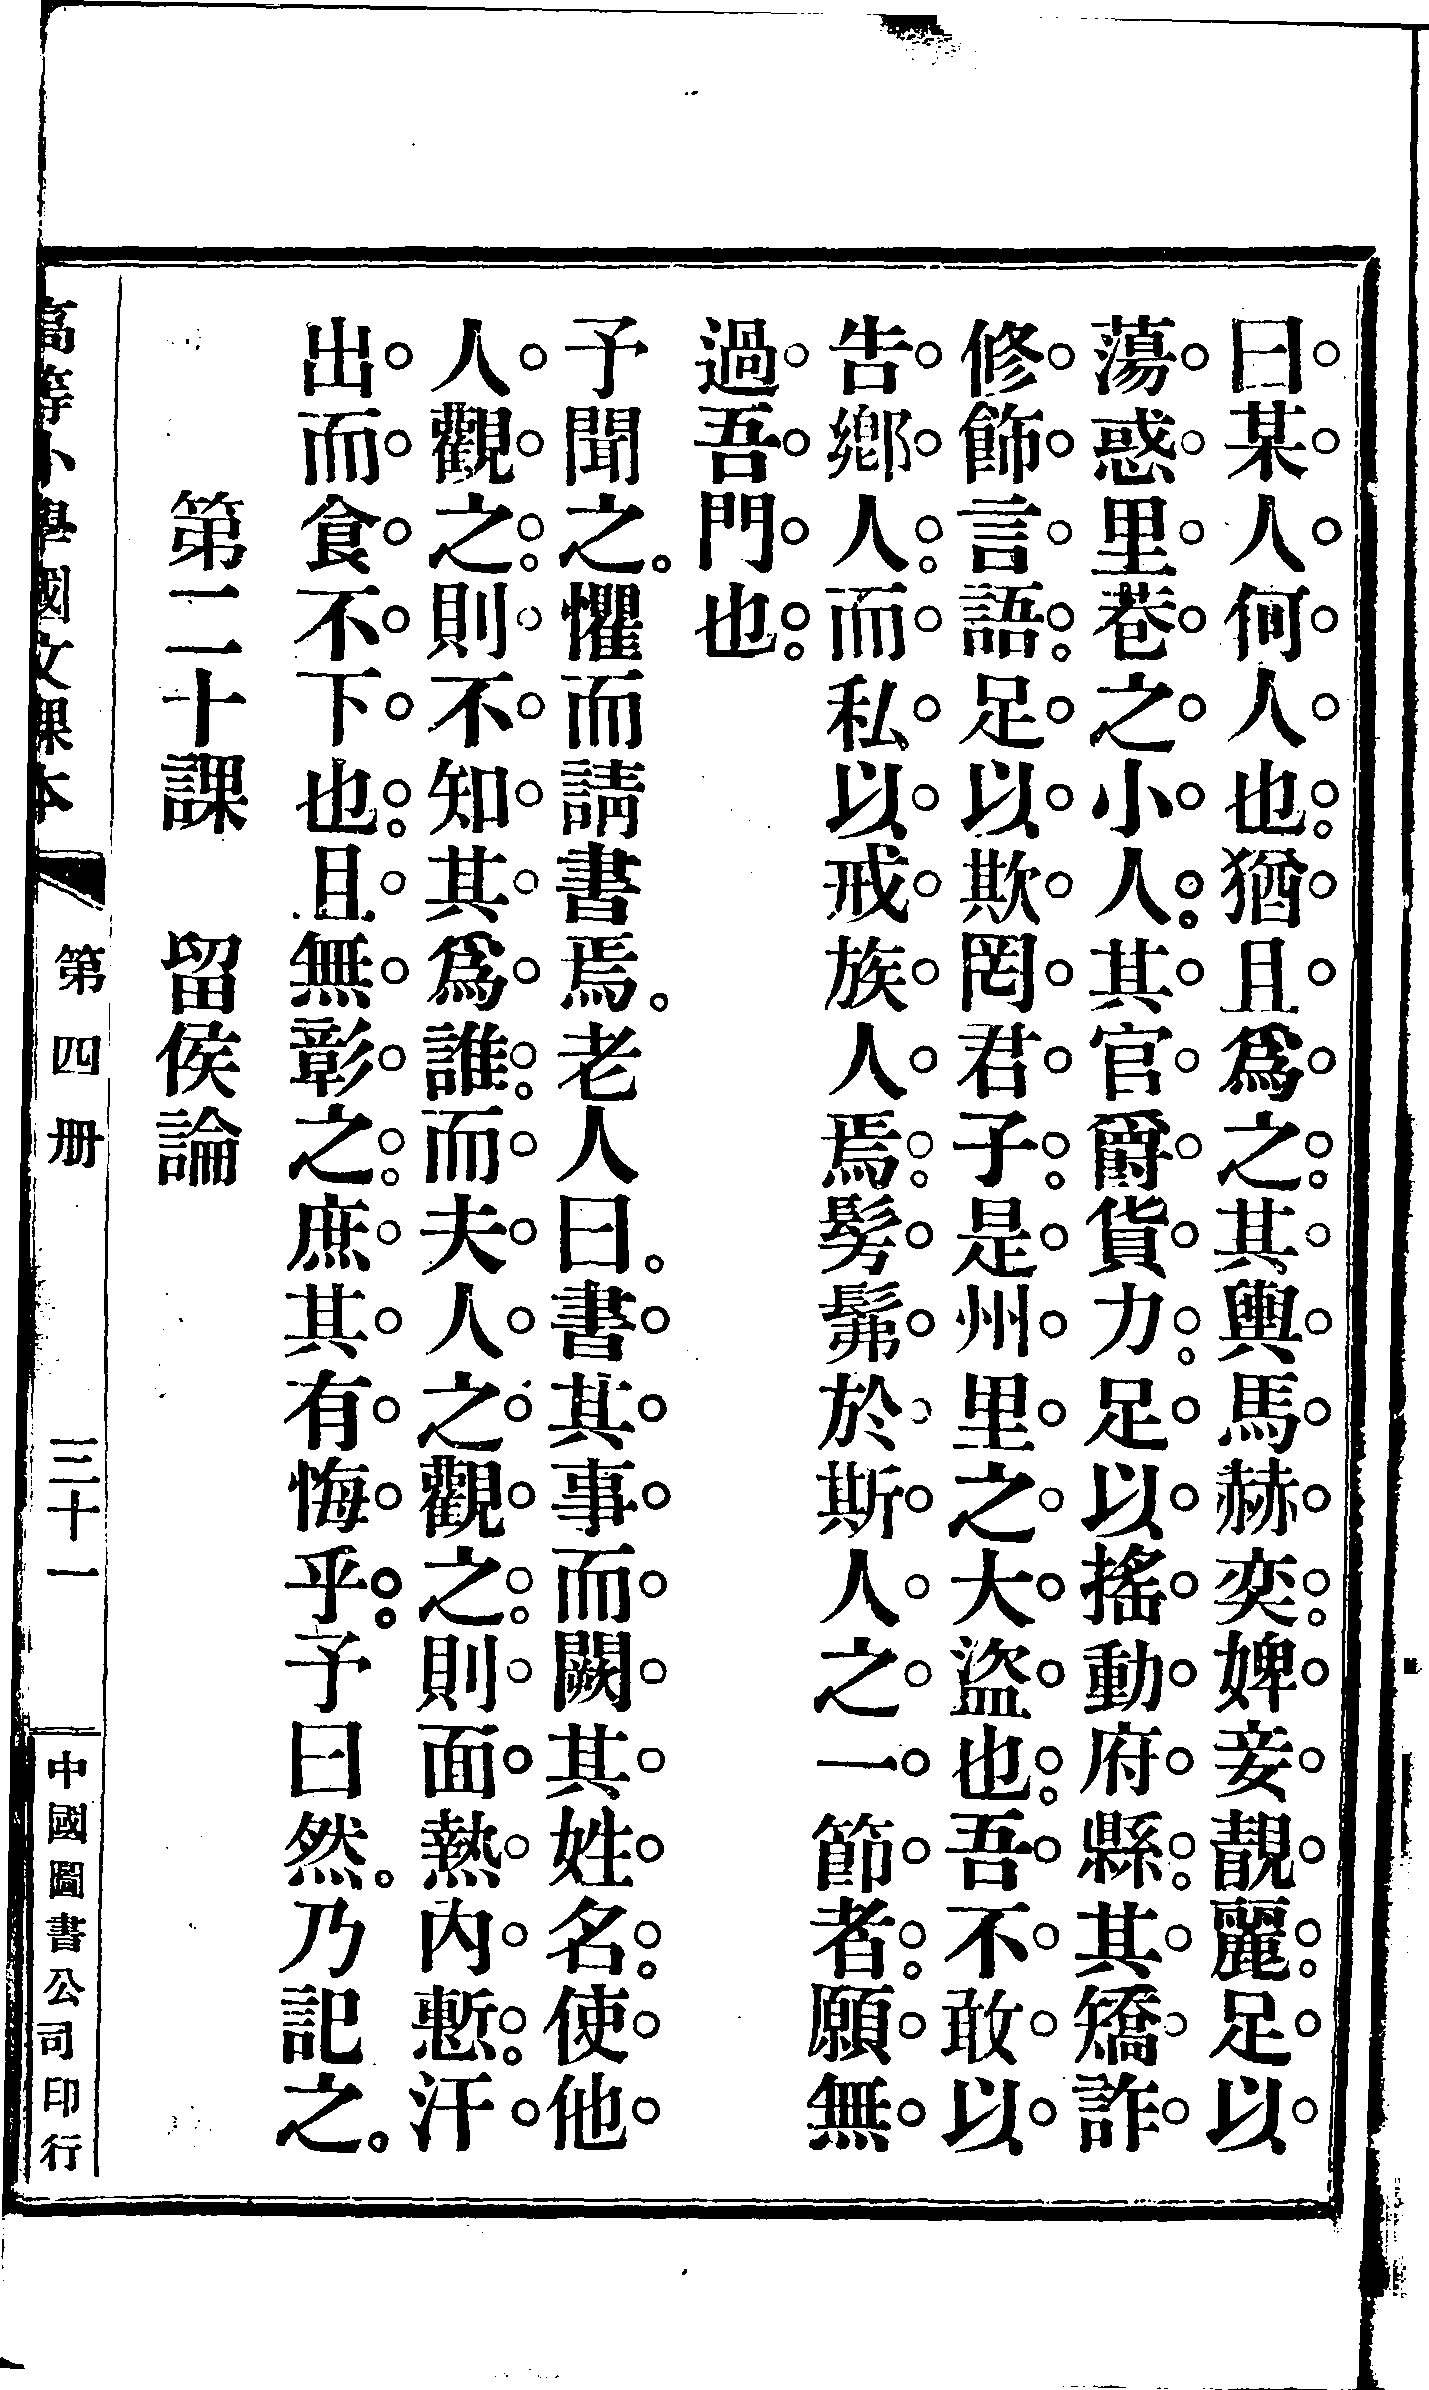 曰某人何人也。猶且爲之。其輿馬赫奕。婢妾靚麗。足以
蕩惑里巷之小人。其官爵貨力。足以搖動府縣。其矯詐
修飾言語。足以欺罔君子。是州里之大盜也。吾不敢以
告鄉人。而私以戒族人焉。髣髴於斯人之一節者。願無
過吾門也。
予聞之。懼而請書焉。老人曰。書其事而闕其姓名。使他
人觀之。則不知其爲誰。而夫人之觀之。則面熱內慙。汗
出而食不下也。且無彰之。庶其有悔乎。予曰然。乃記之。
第二十課　留侯論
高等小學國文課本
第四册
三十一
中國圖書公司印行